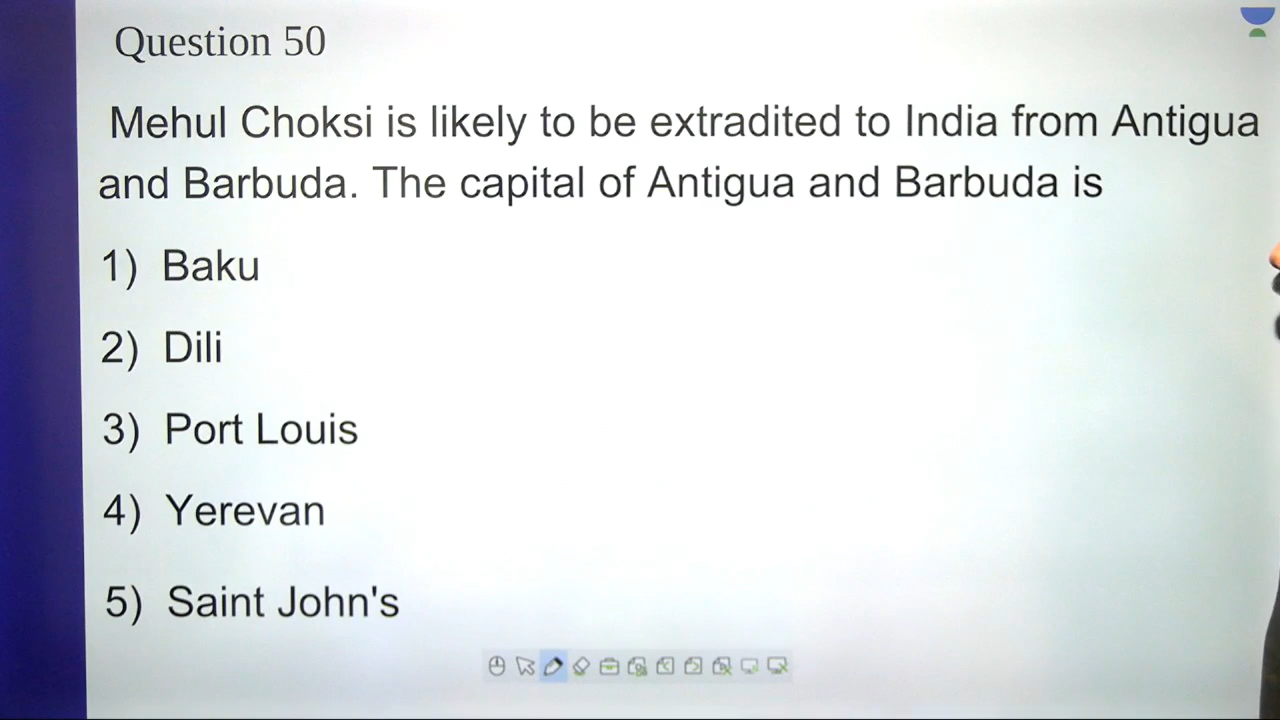 Question 50
Mehul Choksi is likely to be extradited to India from Antigua
and Barbuda. The capital of Antigua and Barbuda is
1) Baku
2) Dili
3) Port Louis
4) Yerevan
5) Saint John's